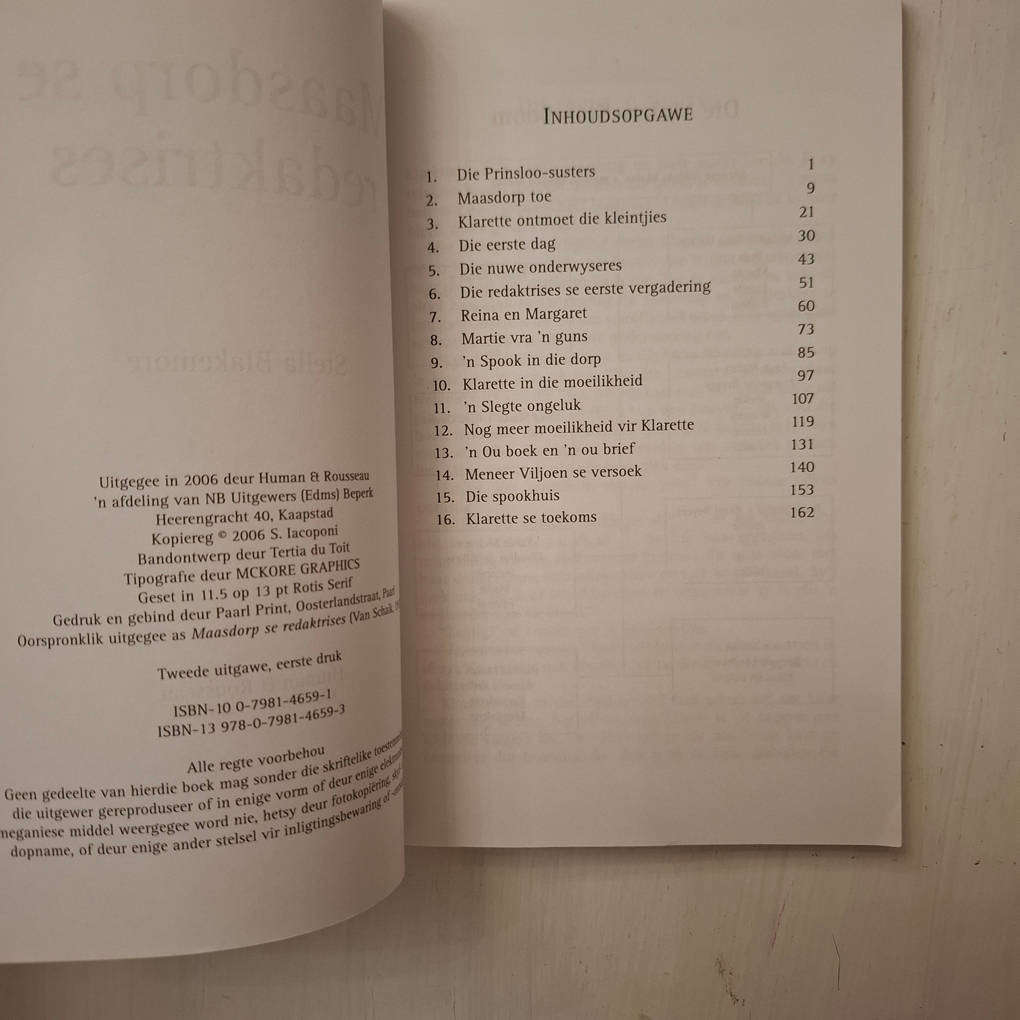 Uitgegee in 2006 deur Human & Rousseau
'n afdeling van NB Uitgewers (Edms) Beperk
Heerengracht 40, Kaapstad
Kopiereg © 2006 S. Iacoponi
Bandontwerp deur Tertia du Toit
Tipografie deur MCKORE GRAPHICS
Geset in 11.5 op 13 pt Rotis Serif
Gedruk en gebind deur Paarl Print, Oosterlandstraat, Paarl
Oorspronklik uitgegee as Maasdorp se redaktrises (Van Schaik,
Tweede uitgawe, eerste druk
ISBN-10 0-7981-4659-1
ISBN-13 978-0-7981-4659-3
Alle regte voorbehou
Geen gedeelte van hierdie boek mag sonder die skriftelike
die uitgewer gereproduseer of in enige vorm of deur enige
meganiese middel weergegee word nie, hetsy deur fotokopiëring,
dopname, of deur enige ander stelsel vir inligtingsbewaring of
INHOUDSOPGAWE
1. Die Prinsloo-susters 1
2. Maasdorp toe 9
3. Klarette ontmoet die kleintjies 21
4. Die eerste dag 30
5. Die nuwe onderwyseres 43
6. Die redaktrises se eerste vergadering 51
7. Reina en Margaret 60
8. Martie vra 'n guns 73
9. 'n Spook in die dorp 85
10. Klarette in die moeilikheid 97
11. 'n Slegte ongeluk 107
12. Nog meer moeilikheid vir Klarette 119
13. 'n Ou boek en 'n ou brief 131
14. Meneer Viljoen se versoek 140
15. Die spookhuis 153
16. Klarette se toekoms 162